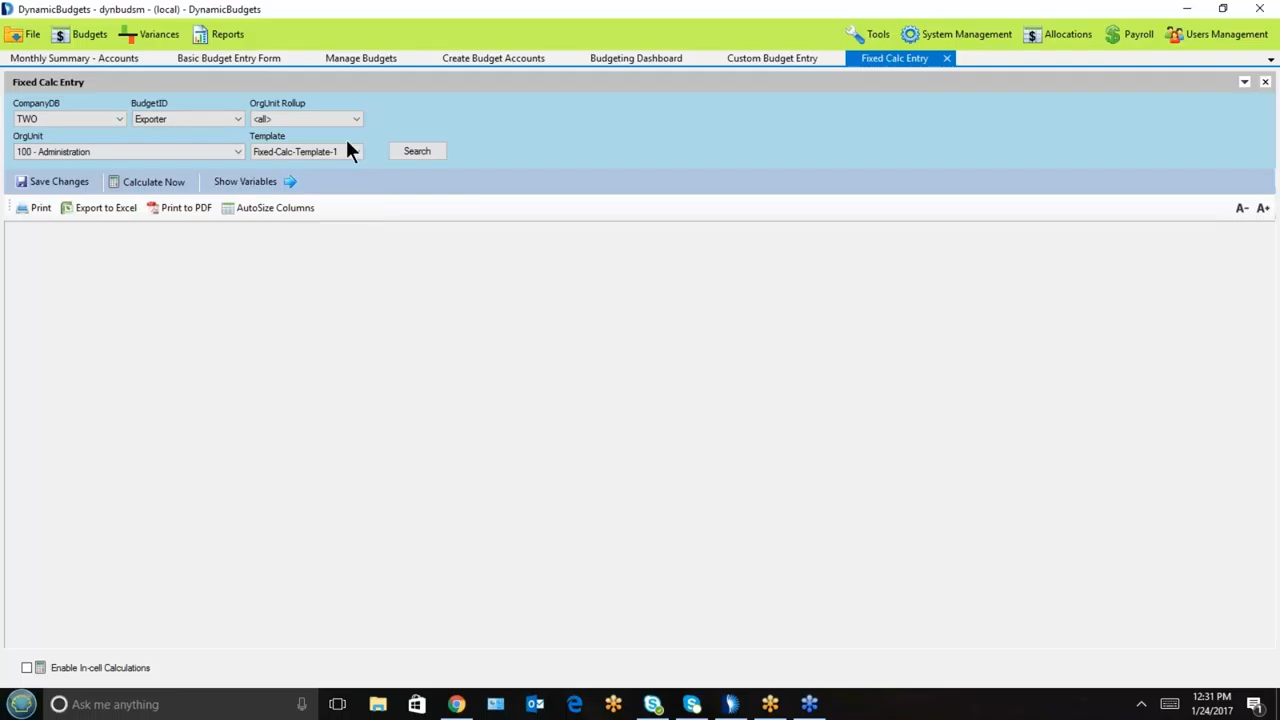 DynamicBudgets - dynbudsm - (local) - DynamicBudgets
File Budgets Variances Reports Tools System Management Allocations Payroll Users Management
Monthly Summary - Accounts Basic Budget Entry Form Manage Budgets Create Budget Accounts Budgeting Dashboard Custom Budget Entry Fixed Calc Entry
Fixed Calc Entry
CompanyDB BudgetID OrgUnit Rollup
TWO Exporter <all>
OrgUnit Template
100 - Administration Fixed-Calc-Template-1 Search
Save Changes Calculate Now Show Variables
Print Export to Excel Print to PDF AutoSize Columns A- A+
Enable In-cell Calculations
Ask me anything
12:31 PM
1/24/2017